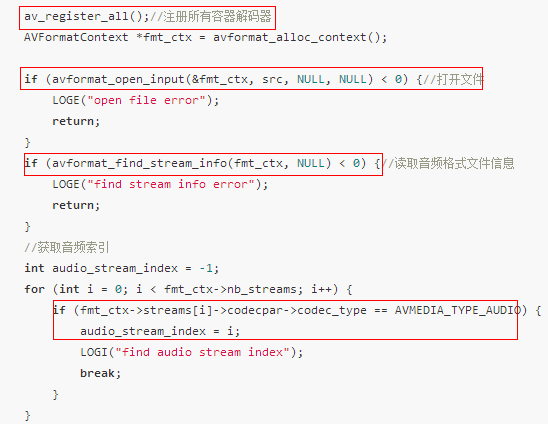 av_register_all();//注册所有容器解码器
AVFormatContext *fmt_ctx = avformat_alloc_context();
if (avformat_open_input(&fmt_ctx, src, NULL, NULL) < 0) {//打开文件
LOGE("open file error");
return;
}
if (avformat_find_stream_info(fmt_ctx, NULL) < 0) {//读取音频格式文件信息
LOGE("find stream info error");
return;
}
//获取音频索引
int audio_stream_index = -1;
for (int i = 0; i < fmt_ctx->nb_streams; i++) {
if (fmt_ctx->streams[i]->codecpar->codec_type == AVMEDIA_TYPE_AUDIO) {
audio_stream_index = i;
LOGI("find audio stream index");
break;
}
}